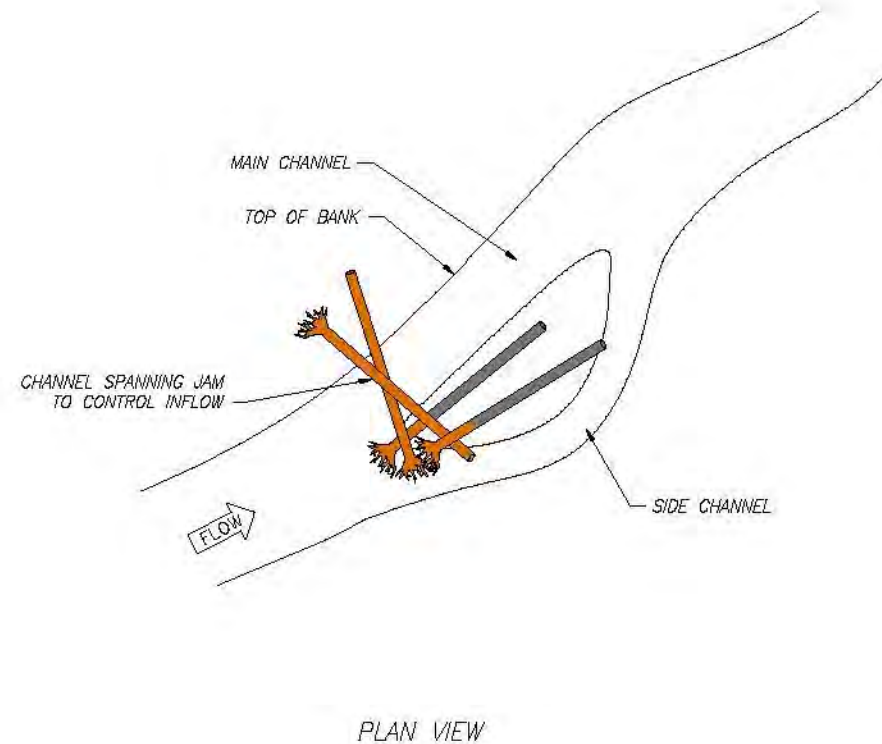 MAIN CHANNEL
TOP OF BANK
CHANNEL SPANNING JAM
TO CONTROL INFLOW
SIDE CHANNEL
FLOW
PLAN VIEW